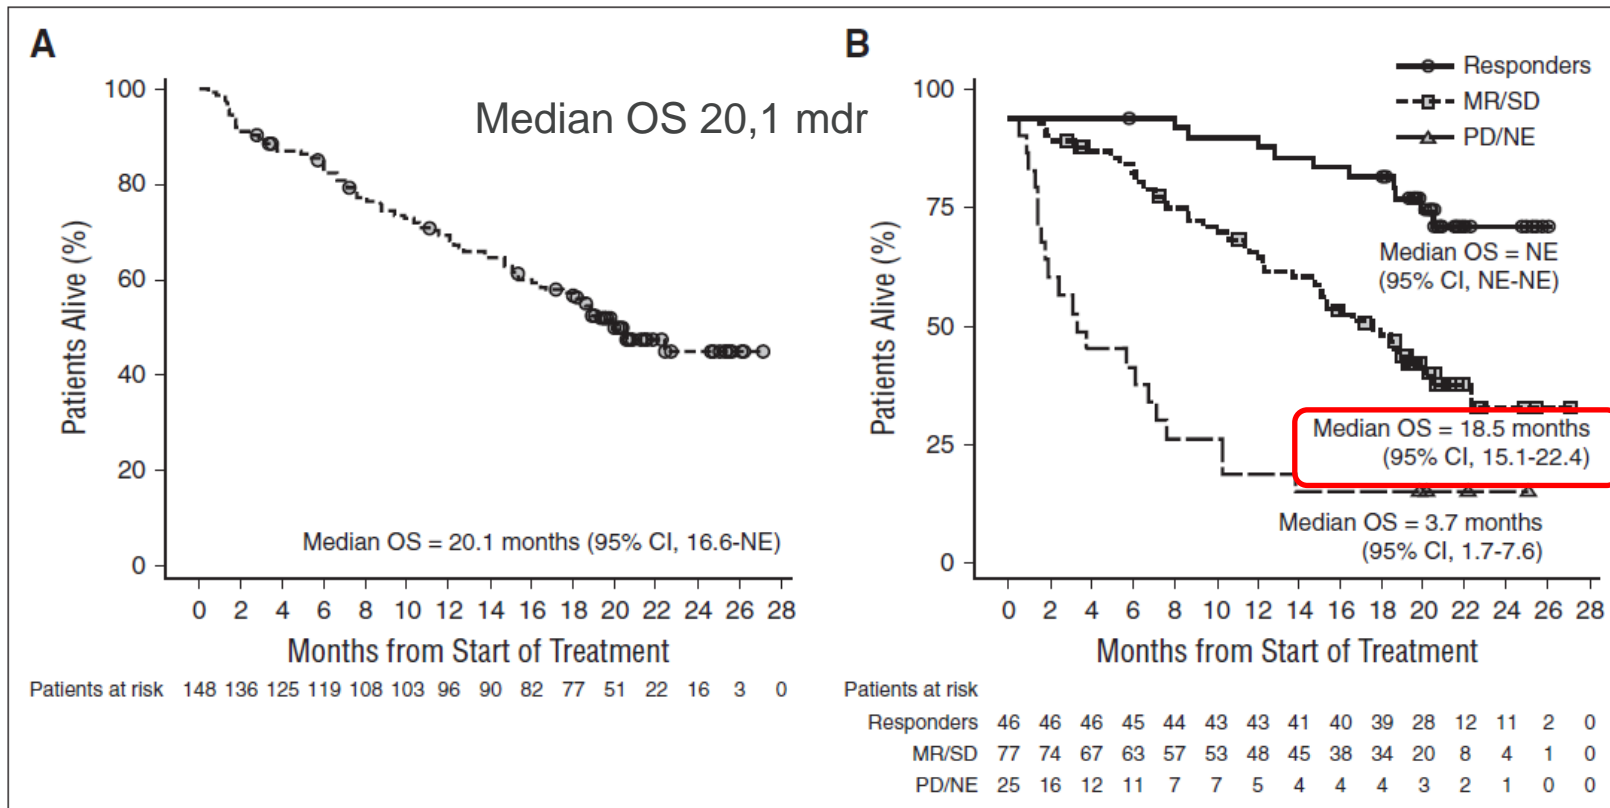 A
Median OS 20,1 mdr
100
80
60
40
20
0
Patients Alive (%)
Median OS = 20.1 months (95% CI, 16.6-NE)
0 2 4 6 8 10 12 14 16 18 20 22 24 26 28
Months from Start of Treatment
Patients at risk 148 136 125 119 108 103 96 90 82 77 51 22 16 3 0
B
Responders
MR/SD
PD/NE
100
75
50
25
0
Patients Alive (%)
Median OS = NE
(95% CI, NE-NE)
Median OS = 18.5 months
(95% CI, 15.1-22.4)
Median OS = 3.7 months
(95% CI, 1.7-7.6)
0 2 4 6 8 10 12 14 16 18 20 22 24 26 28
Months from Start of Treatment
Patients at risk
Responders 46 46 46 45 44 43 43 41 40 39 28 12 11 2 0
MR/SD 77 74 67 63 57 53 48 45 38 34 20 8 4 1 0
PD/NE 25 16 12 11 7 7 5 4 4 4 3 2 1 0 0